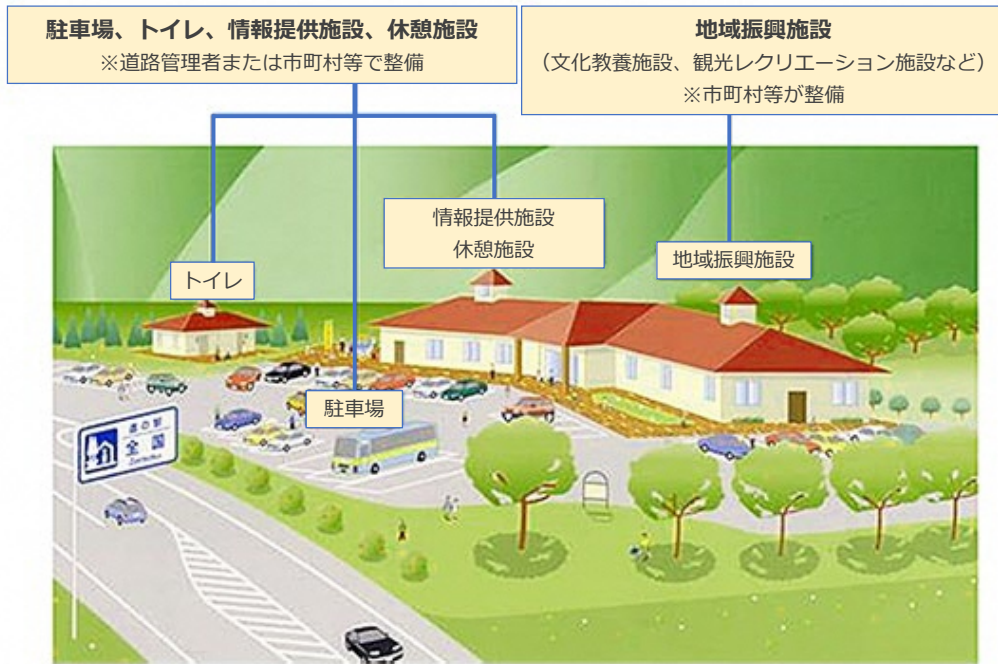 駐車場、トイレ、情報提供施設、休憩施設
※道路管理者または市町村等で整備
地域振興施設
（文化教養施設、観光レクリエーション施設など）
※市町村等が整備
情報提供施設
休憩施設
地域振興施設
トイレ
駐車場
道の駅
全国